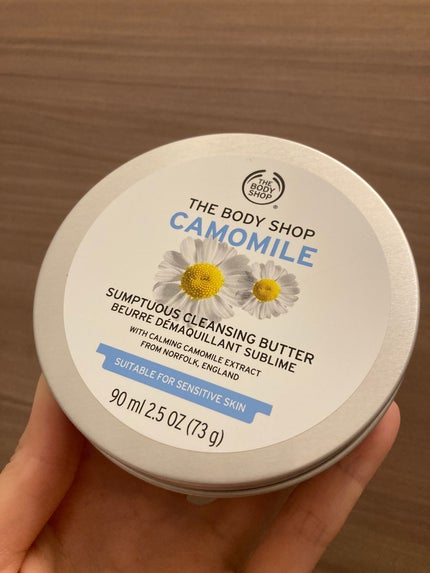 THE
BODY
SHOP
®
THE BODY SHOP
CAMOMILE
SUMPTUOUS CLEANSING BUTTER
BEURRE DÉMAQUILLANT SUBLIME
WITH CALMING CAMOMILE EXTRACT
FROM NORFOLK, ENGLAND
SUITABLE FOR SENSITIVE SKIN
90 ml 2.5 OZ (73 g)